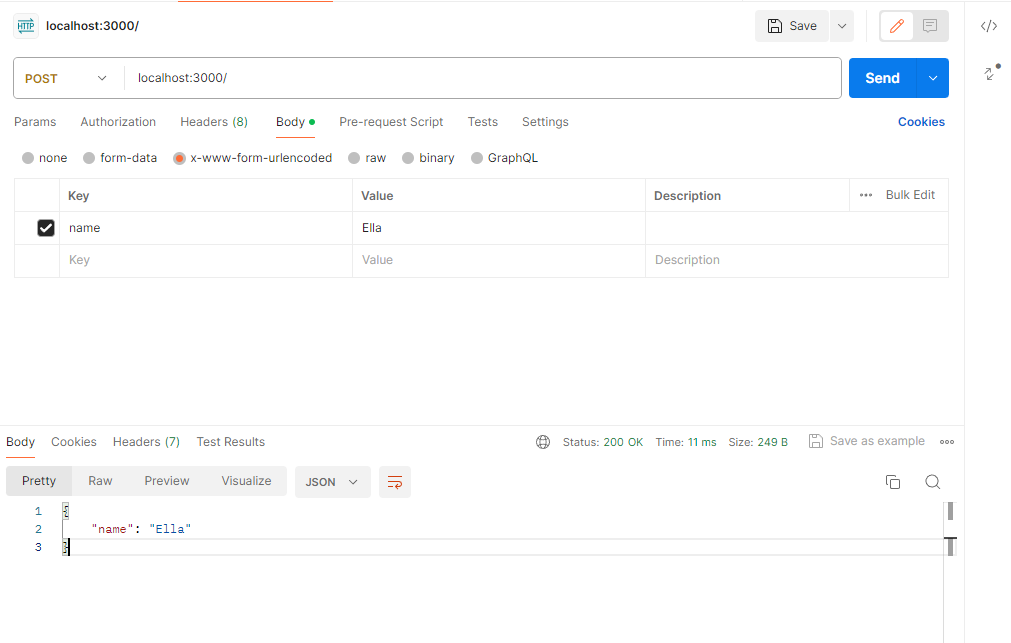 HTTP localhost:3000/ Save
POST localhost:3000/ Send
Params Authorization Headers (8) Body Pre-request Script Tests Settings Cookies
none form-data x-www-form-urlencoded raw binary GraphQL
Key Value Description ••• Bulk Edit
name Ella
Key Value Description
Body Cookies Headers (7) Test Results Status: 200 OK Time: 11 ms Size: 249 B Save as example
Pretty Raw Preview Visualize JSON
1 {
2 "name": "Ella"
3 }